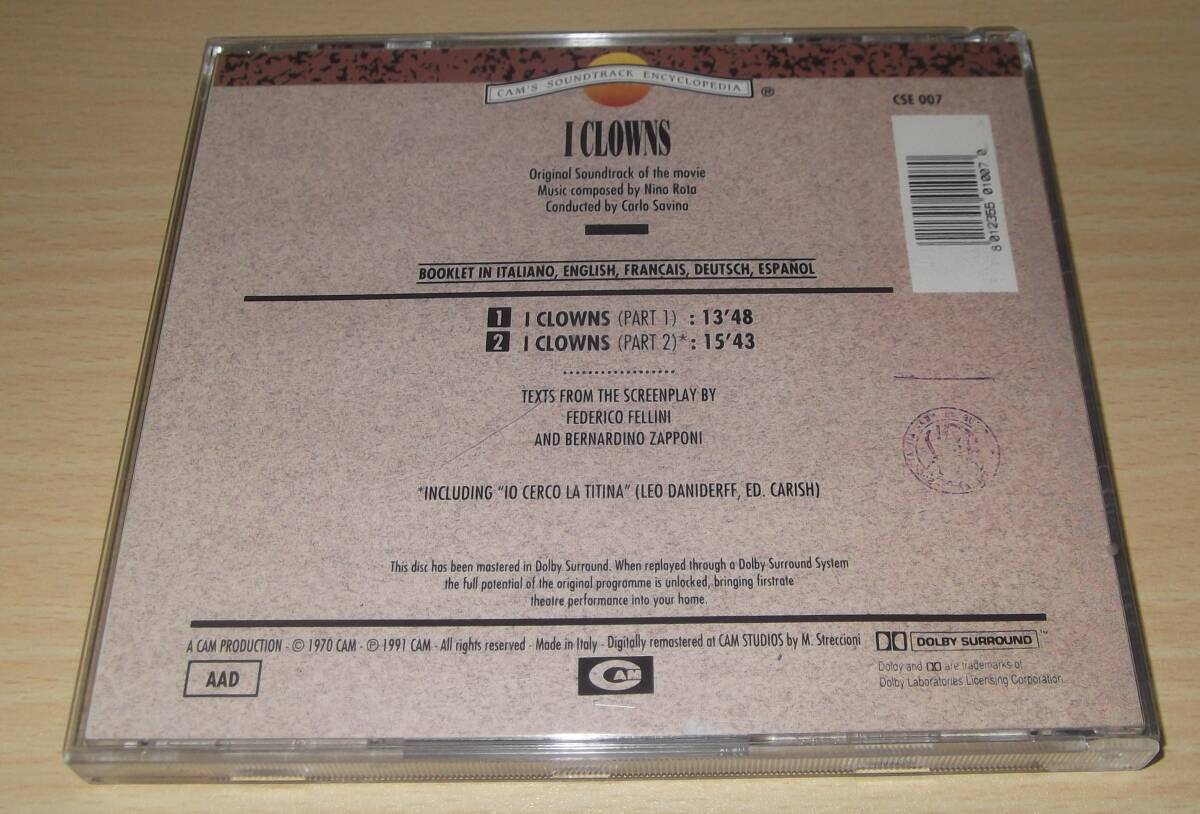 CAM'S SOUNDTRACK ENCYCLOPEDIA ®
CSE 007
I CLOWNS
Original Soundtrack of the movie
Music composed by Nino Rota
Conducted by Carlo Savina
8 012355 01007 0
BOOKLET IN ITALIANO, ENGLISH, FRANCAIS, DEUTSCH, ESPAÑOL
1 I CLOWNS (PART 1) : 13'48
2 I CLOWNS (PART 2)* : 15'43
TEXTS FROM THE SCREENPLAY BY
FEDERICO FELLINI
AND BERNARDINO ZAPPONI
*INCLUDING "IO CERCO LA TITINA" (LEO DANIDERFF, ED. CARISH)
This disc has been mastered in Dolby Surround. When replayed through a Dolby Surround System
the full potential of the original programme is unlocked, bringing firstrate
theatre performance into your home.
A CAM PRODUCTION - © 1970 CAM - ℗ 1991 CAM - All rights reserved - Made in Italy - Digitally remastered at CAM STUDIOS by M. Streccioni
DOLBY SURROUND™
AAD
CAM
Dolby and are trademarks of
Dolby Laboratories Licensing Corporation.